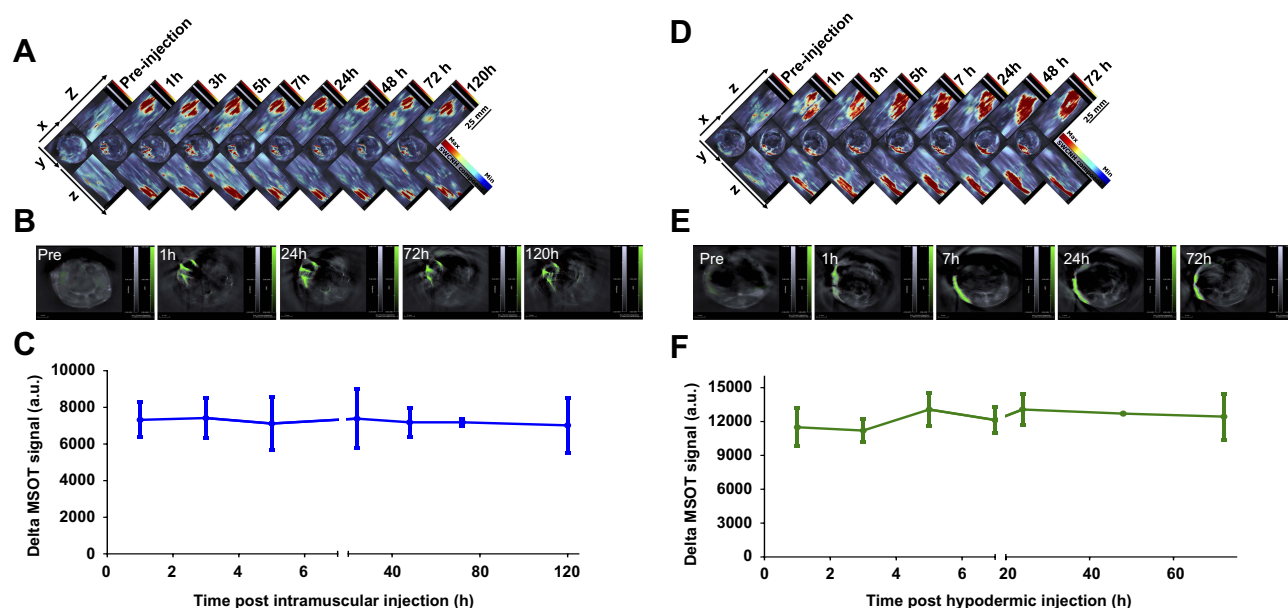 A
Pre-injection
1h
3h
5h
7h
24h
48 h
72 h
120h
Z
x
y
z
25 mm
Max
Min
B
Pre
1h
24h
72h
120h
C
Delta MSOT signal (a.u.)
10000
8000
6000
4000
2000
0
0 2 4 6 40 80 120
Time post intramuscular injection (h)
D
Pre-injection
1h
3h
5h
7 h
24h
48 h
72 h
z
x
y
z
25 mm
Max
Min
E
Pre
1h
7h
24h
72h
F
Delta MSOT signal (a.u.)
15000
12000
9000
6000
3000
0
0 2 4 6 20 40 60
Time post hypodermic injection (h)